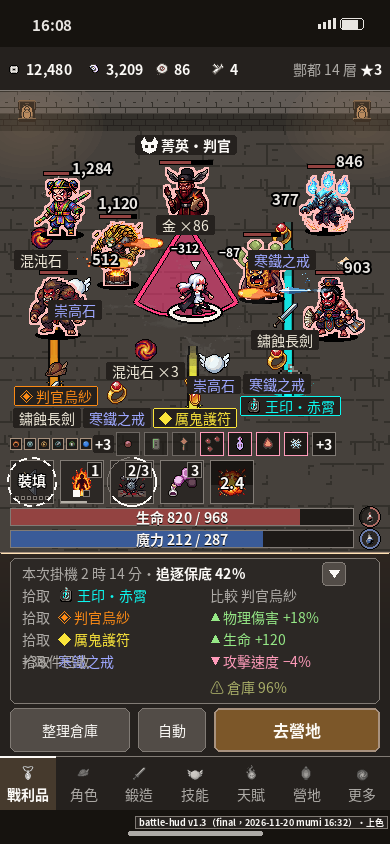 16:08
12,480 3,209 86 4 酆都 14 層 ★3
菁英・判官
1,284
846
1,120
377
金 ×86
−312
−87
混沌石
512
寒鐵之戒
903
崇高石
鏽蝕長劍
混沌石 ×3
崇高石
寒鐵之戒
判官烏紗
王印・赤霄
鏽蝕長劍
寒鐵之戒
厲鬼護符
+3
+3
裝填
1
2/3
3
2.4
生命 820 / 968
魔力 212 / 287
本次掛機 2 時 14 分・追逐保底 42%
拾取 王印・赤霄
比較 判官烏紗
拾取 判官烏紗
物理傷害 +18%
拾取 厲鬼護符
生命 +120
寒鐵之戒
攻擊速度 −4%
倉庫 96%
整理倉庫
自動
去營地
戰利品
角色
鍛造
技能
天賦
營地
更多
battle-hud v1.3（final，2026-11-20 mumi 16:32）・上色